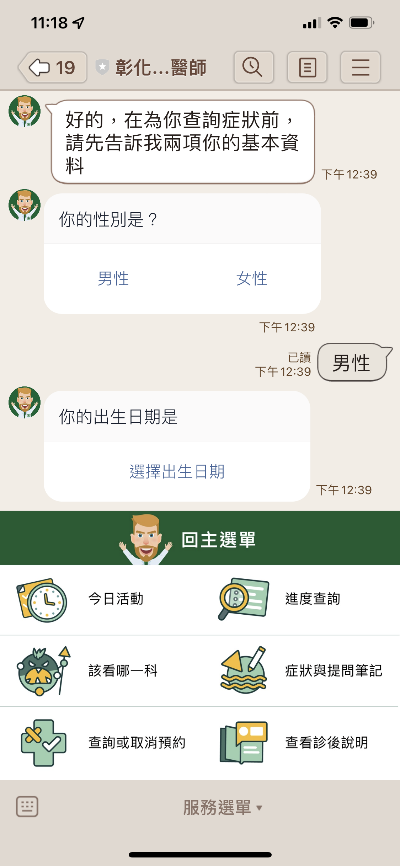 11:18
19
彰化...醫師
好的，在為你查詢症狀前，
請先告訴我兩項你的基本資
料
下午12:39
你的性別是？
男性
女性
下午12:39
已讀
下午12:39
男性
你的出生日期是
選擇出生日期
下午12:39
回主選單
今日活動
進度查詢
該看哪一科
症狀與提問筆記
查詢或取消預約
查看診後說明
服務選單